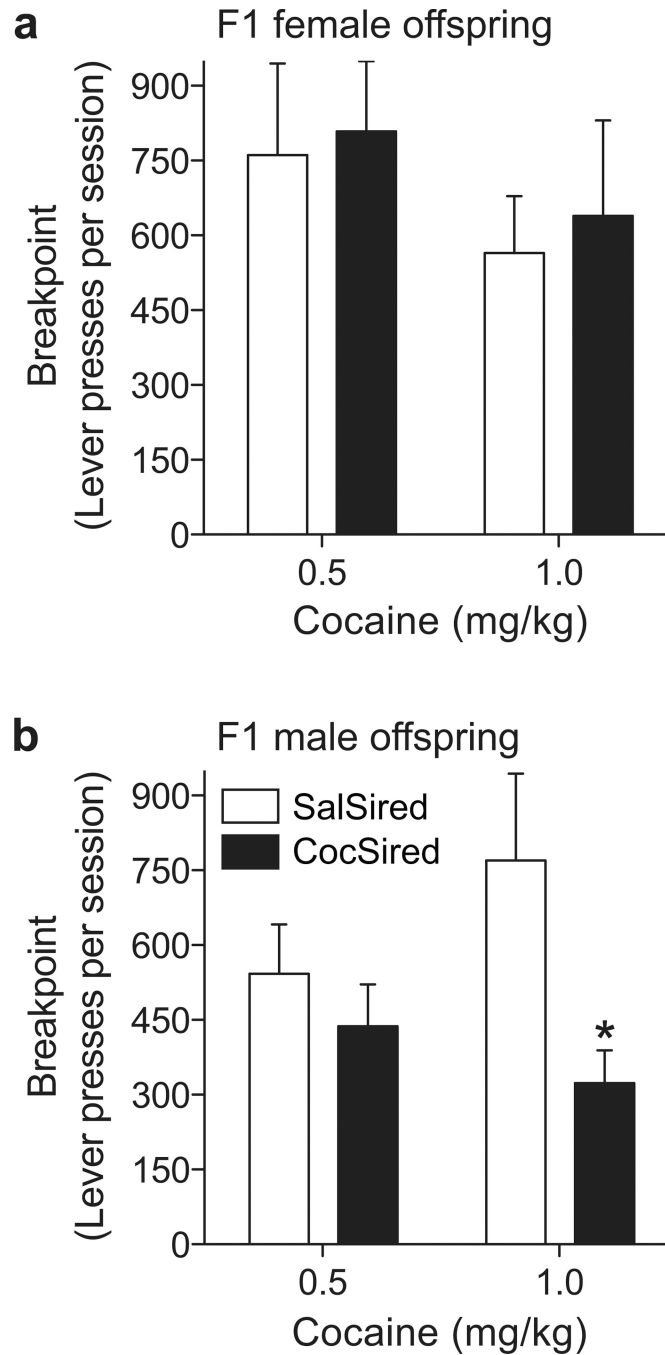 a
F1 female offspring
Breakpoint
(Lever presses per session)
900
750
600
450
300
150
0
0.5
1.0
Cocaine (mg/kg)
b
F1 male offspring
Breakpoint
(Lever presses per session)
900
750
600
450
300
150
0
SalSired
CocSired
*
0.5
1.0
Cocaine (mg/kg)